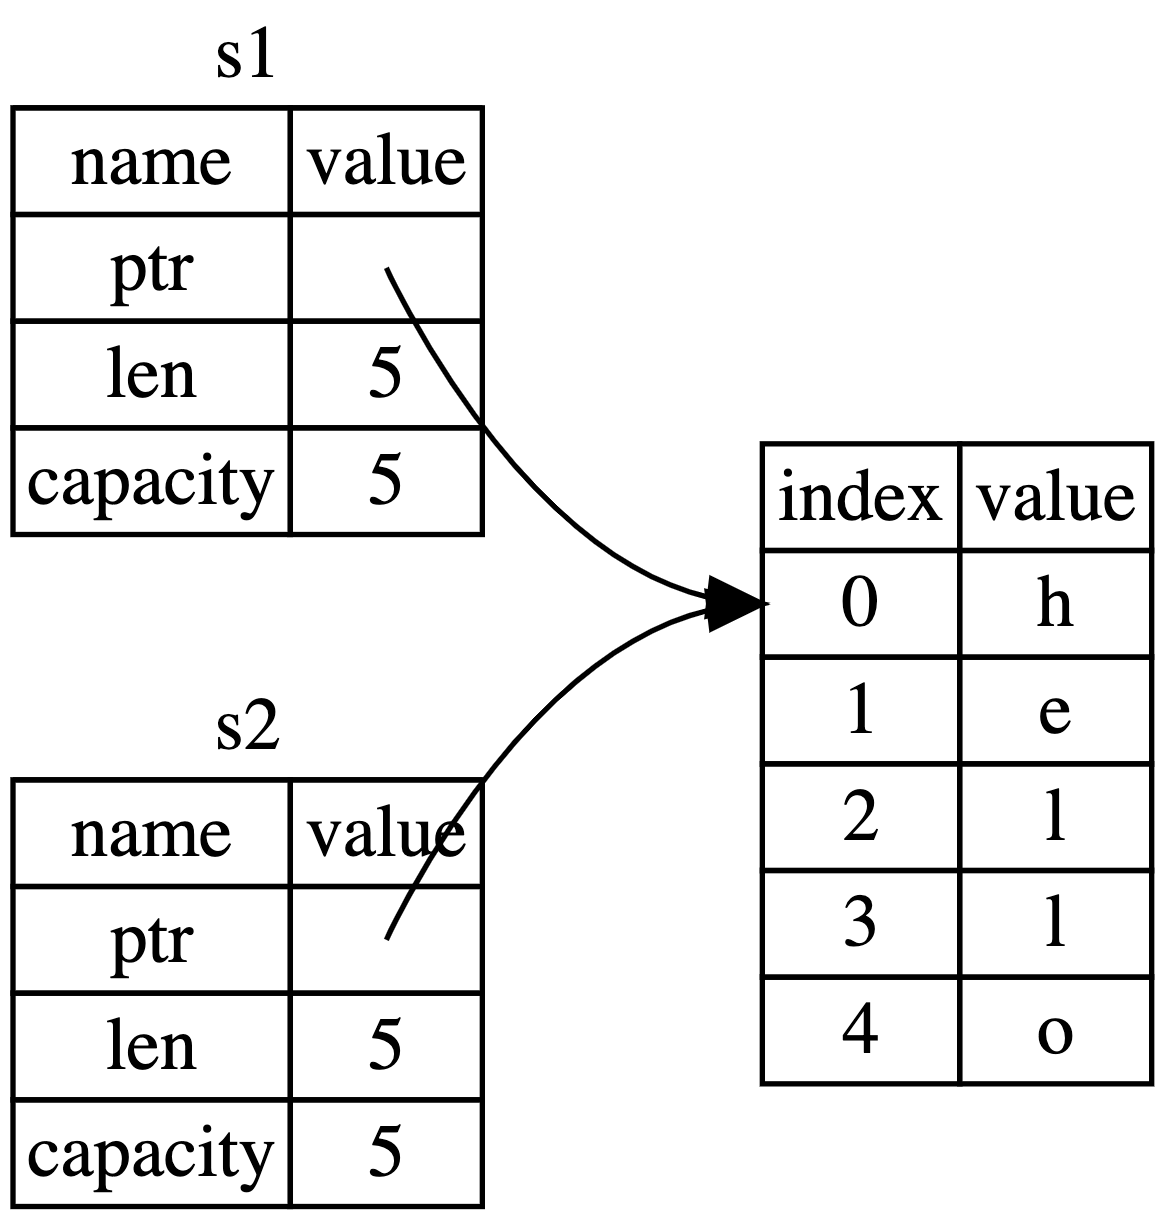 s1
name value
ptr
len 5
capacity 5
s2
name value
ptr
len 5
capacity 5
index value
0 h
1 e
2 l
3 l
4 o